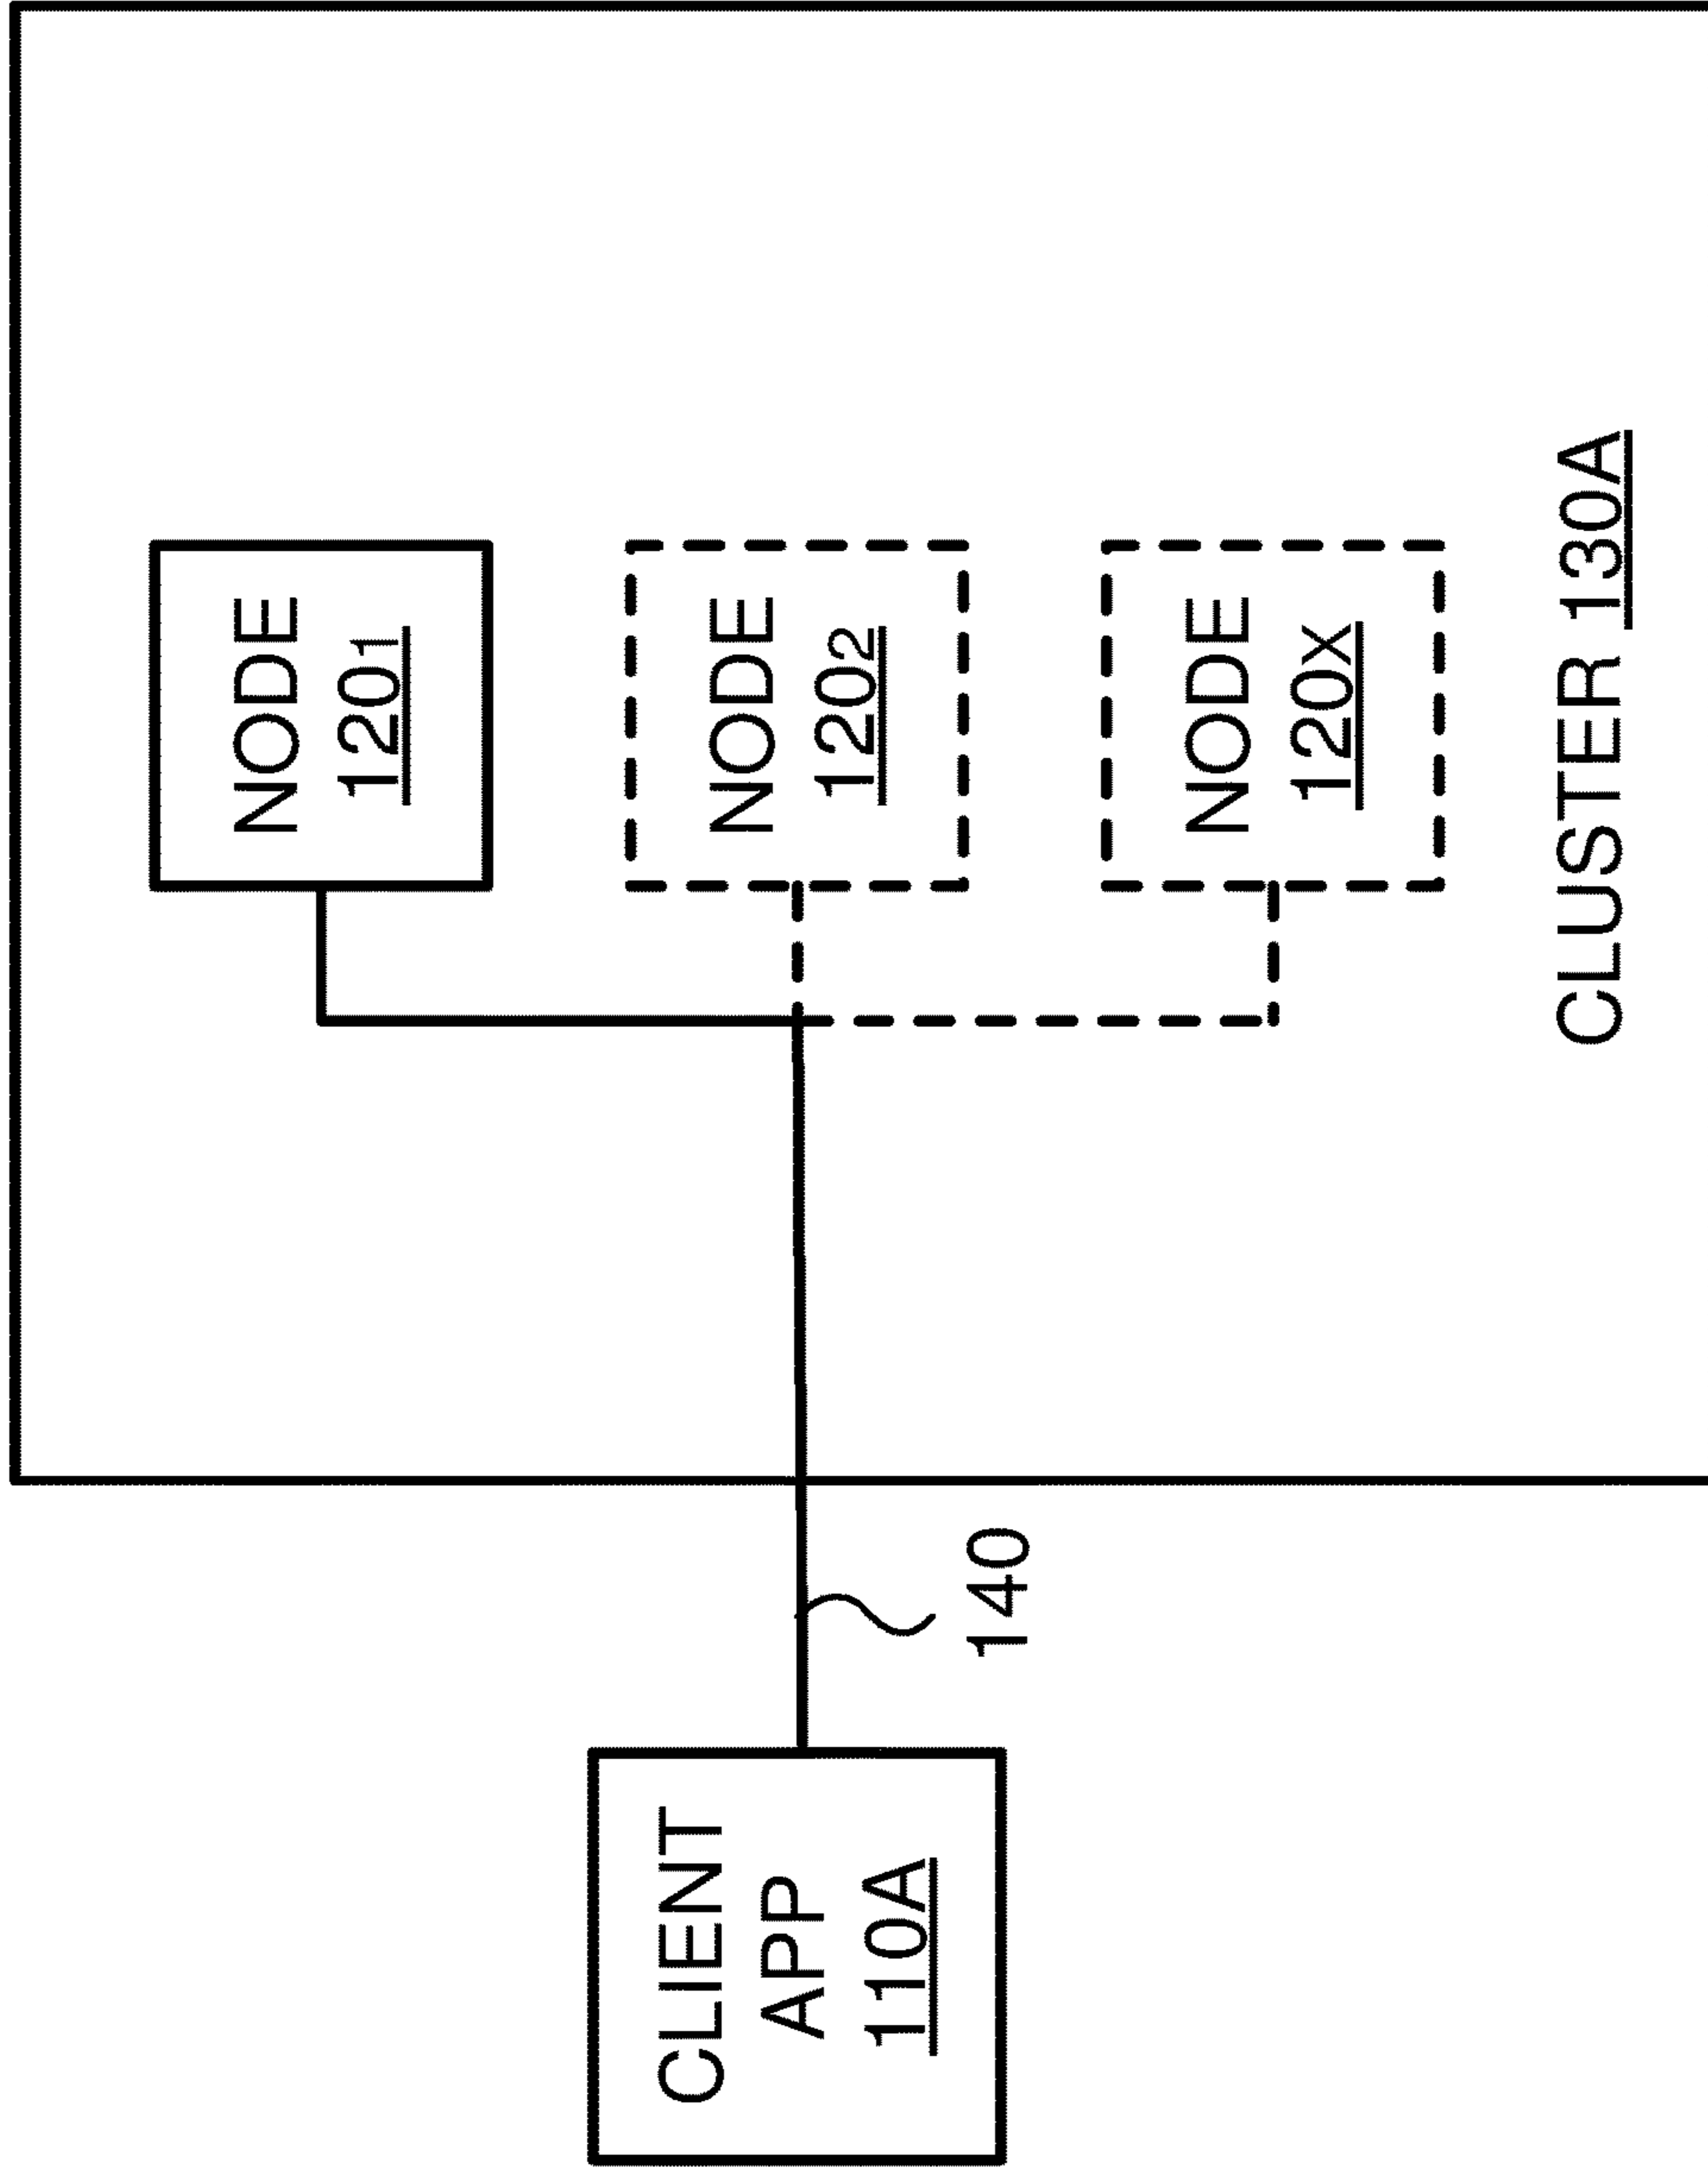 CLIENT
APP
110A
140
NODE
120₁
NODE
120₂
NODE
120X
CLUSTER 130A